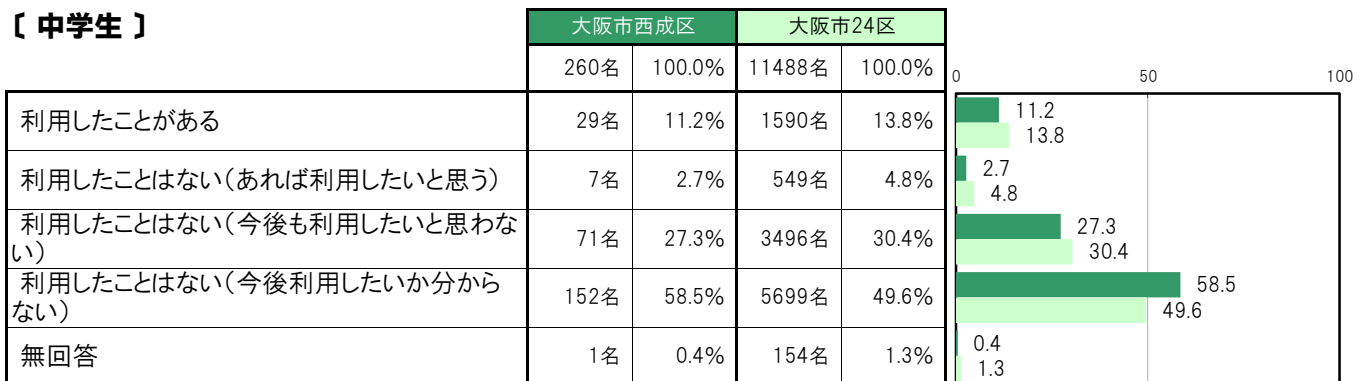 〔 中学生 〕
大阪市西成区 大阪市24区
260名 100.0% 11488名 100.0%
0 50 100
利用したことがある 29名 11.2% 1590名 13.8%
11.2
13.8
利用したことはない(あれば利用したいと思う) 7名 2.7% 549名 4.8%
2.7
4.8
利用したことはない(今後も利用したいと思わな
い) 71名 27.3% 3496名 30.4%
27.3
30.4
利用したことはない(今後利用したいか分から
ない) 152名 58.5% 5699名 49.6%
58.5
49.6
無回答 1名 0.4% 154名 1.3%
0.4
1.3